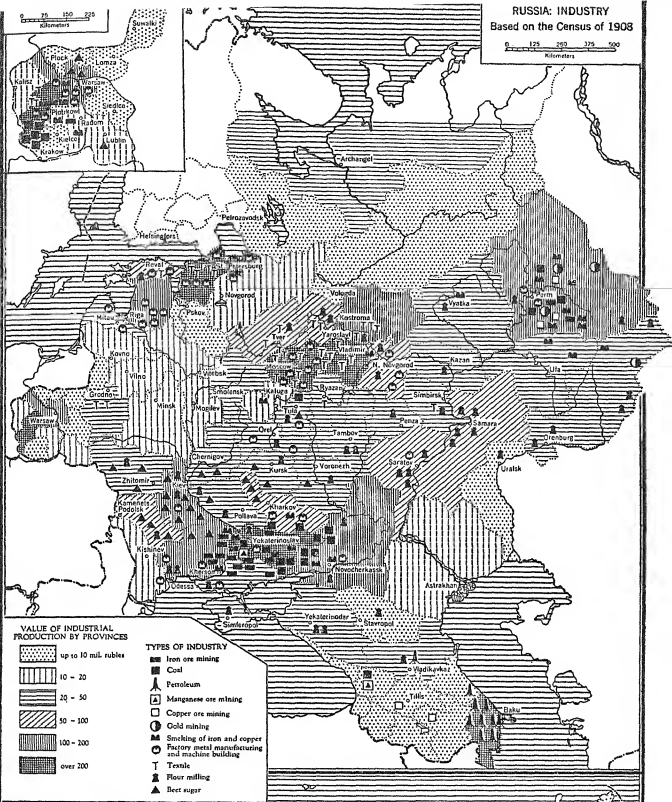 0 75 150 225
Kilometers
Suwalki
RUSSIA: INDUSTRY
Based on the Census of 1908
0 125 250 375 500
Kilometers
Plock
Lomza
Kalisz
Warsaw
Siedlce
Piotrkow
Radom
Kielce
Lublin
Krakow
Archangel
Petrozavodsk
Helsingfors
Reval
Novgorod
Pskov
Mitau
Riga
Vologda
Kostroma
Vyatka
Perm
Tver
Yaroslavl
Vladimir
Moscow
N. Novgorod
Kazan
Ufa
Kovno
Vilno
Vitebsk
Smolensk
Kaluga
Ryazan
Simbirsk
Grodno
Minsk
Mogilev
Tula
Warsaw
Orel
Tambov
Penza
Samara
Orenburg
Chernigov
Kursk
Voronezh
Saratov
Uralsk
Zhitomir
Kiev
Kamenets
Podolsk
Poltava
Kharkov
Yekaterinoslav
Kishinev
Kherson
Odessa
Novocherkassk
Astrakhan
Simferopol
Yekaterinodar
Stavropol
Vladikavkaz
Tiflis
Baku
VALUE OF INDUSTRIAL
PRODUCTION BY PROVINCES
up to 10 mil. rubles
10 - 20
20 - 50
50 - 100
100 - 200
over 200
TYPES OF INDUSTRY
Iron ore mining
Coal
Petroleum
Manganese ore mining
Copper ore mining
Gold mining
Smelting of iron and copper
Factory metal manufacturing
and machine building
Textile
Flour milling
Beet sugar